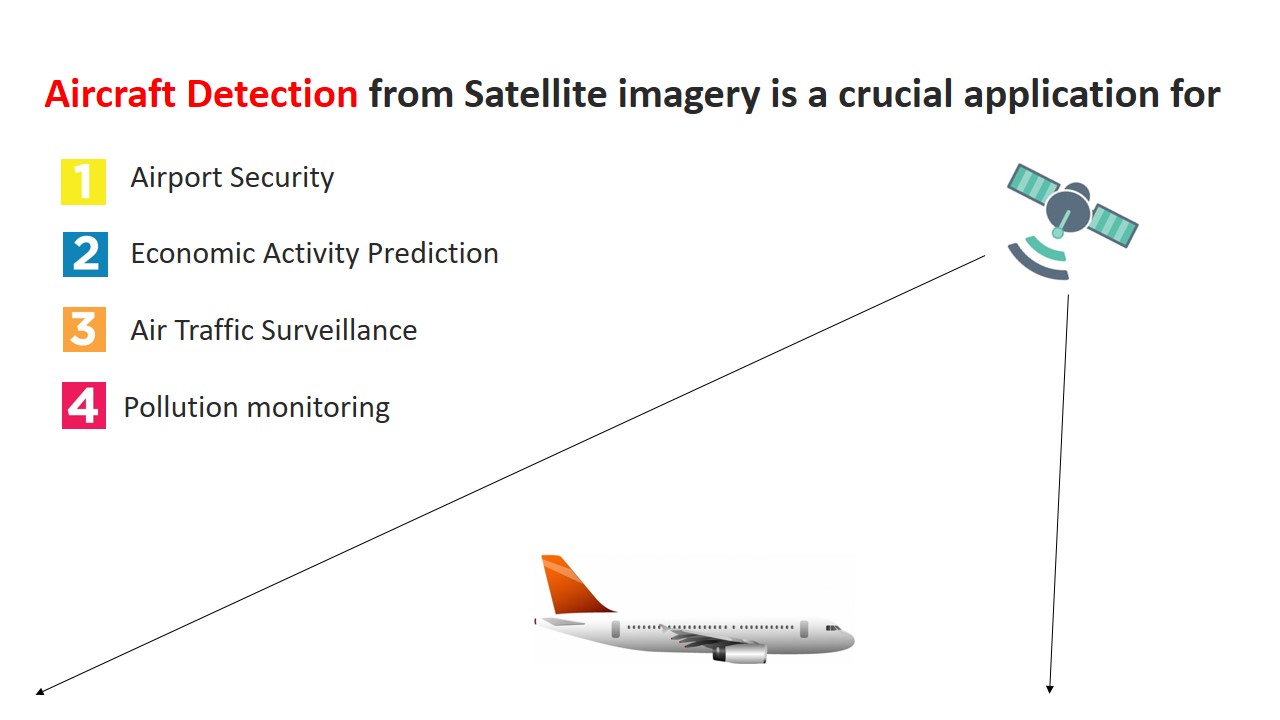 Aircraft Detection from Satellite imagery is a crucial application for
1 Airport Security
2 Economic Activity Prediction
3 Air Traffic Surveillance
4 Pollution monitoring